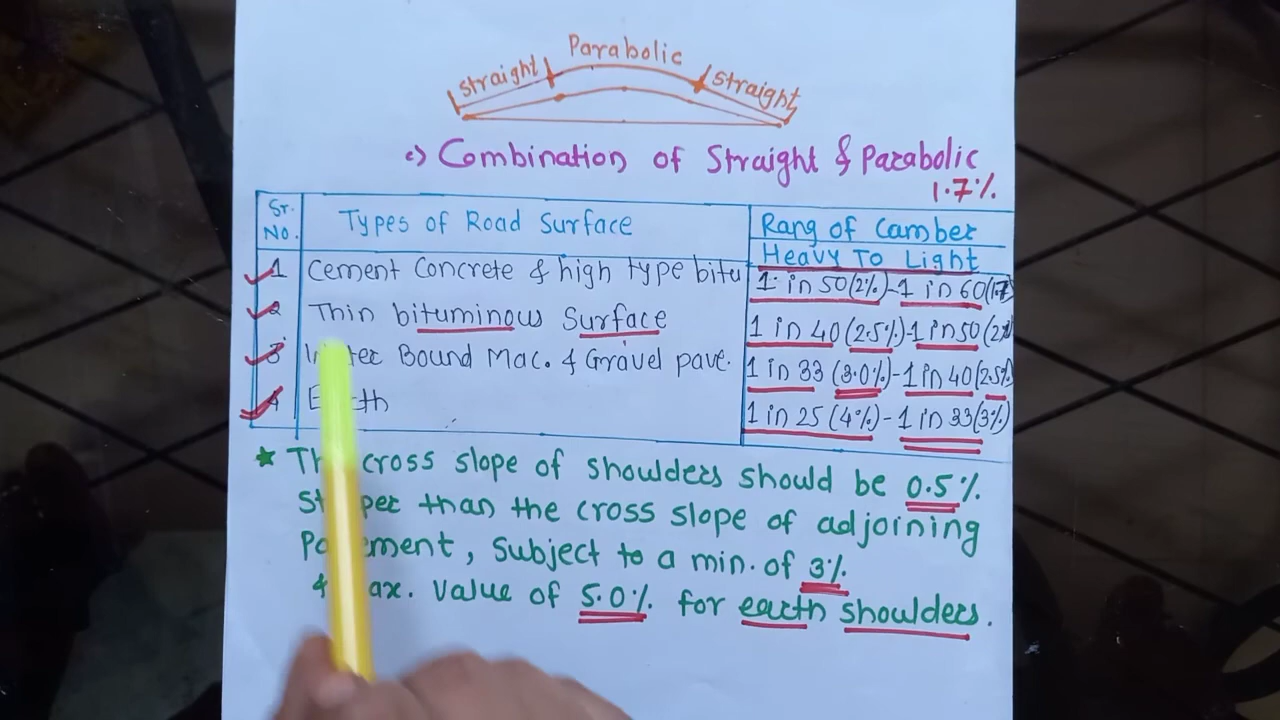 Parabolic
straight straight
c) Combination of Straight & Parabolic
1.7%
Sr. No. Types of Road Surface Rang of Camber
Heavy To Light
1 Cement Concrete & high type bitu 1 in 50(2%)-1 in 60(1.7
2 Thin bituminous Surface 1 in 40(2.5%)-1 in 50(2%
3 Bound Mac. & Gravel pave. 1 in 33 (3.0%)-1 in 40(2.5%
4 1 in 25 (4%)-1 in 33(3%)
★ cross slope of shoulders should be 0.5%
than the cross slope of adjoining
, Subject to a min. of 3%.
value of 5.0%. for earth shoulders.